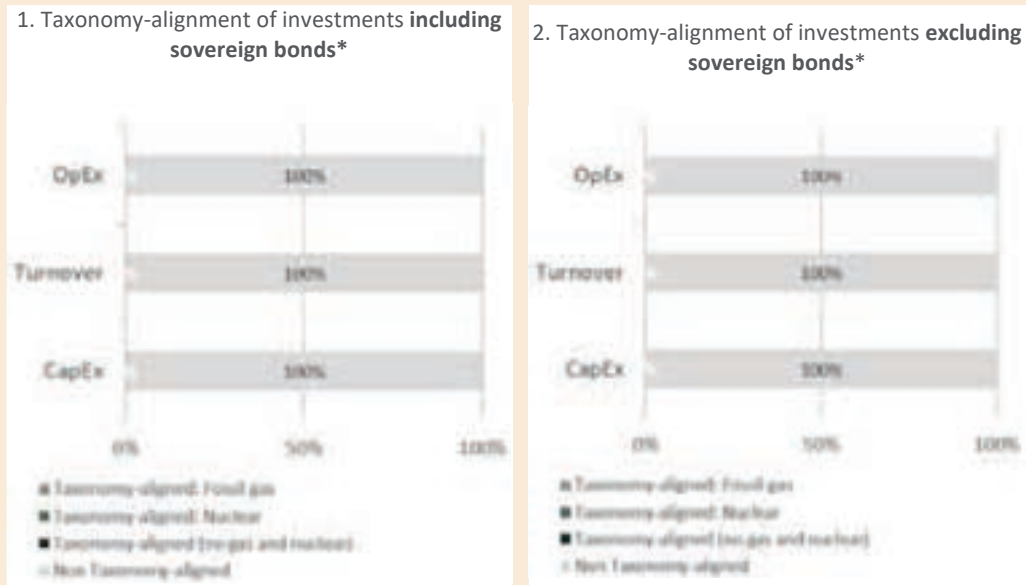 1. Taxonomy-alignment of investments including
sovereign bonds*
OpEx
100%
Turnover
100%
CapEx
100%
0%
50%
100%
Taxonomy-aligned: Fossil gas
Taxonomy-aligned: Nuclear
Taxonomy-aligned (no gas and nuclear)
Non Taxonomy-aligned
2. Taxonomy-alignment of investments excluding
sovereign bonds*
OpEx
100%
Turnover
100%
CapEx
100%
0%
50%
100%
Taxonomy-aligned: Fossil gas
Taxonomy-aligned: Nuclear
Taxonomy-aligned (no gas and nuclear)
Non Taxonomy-aligned